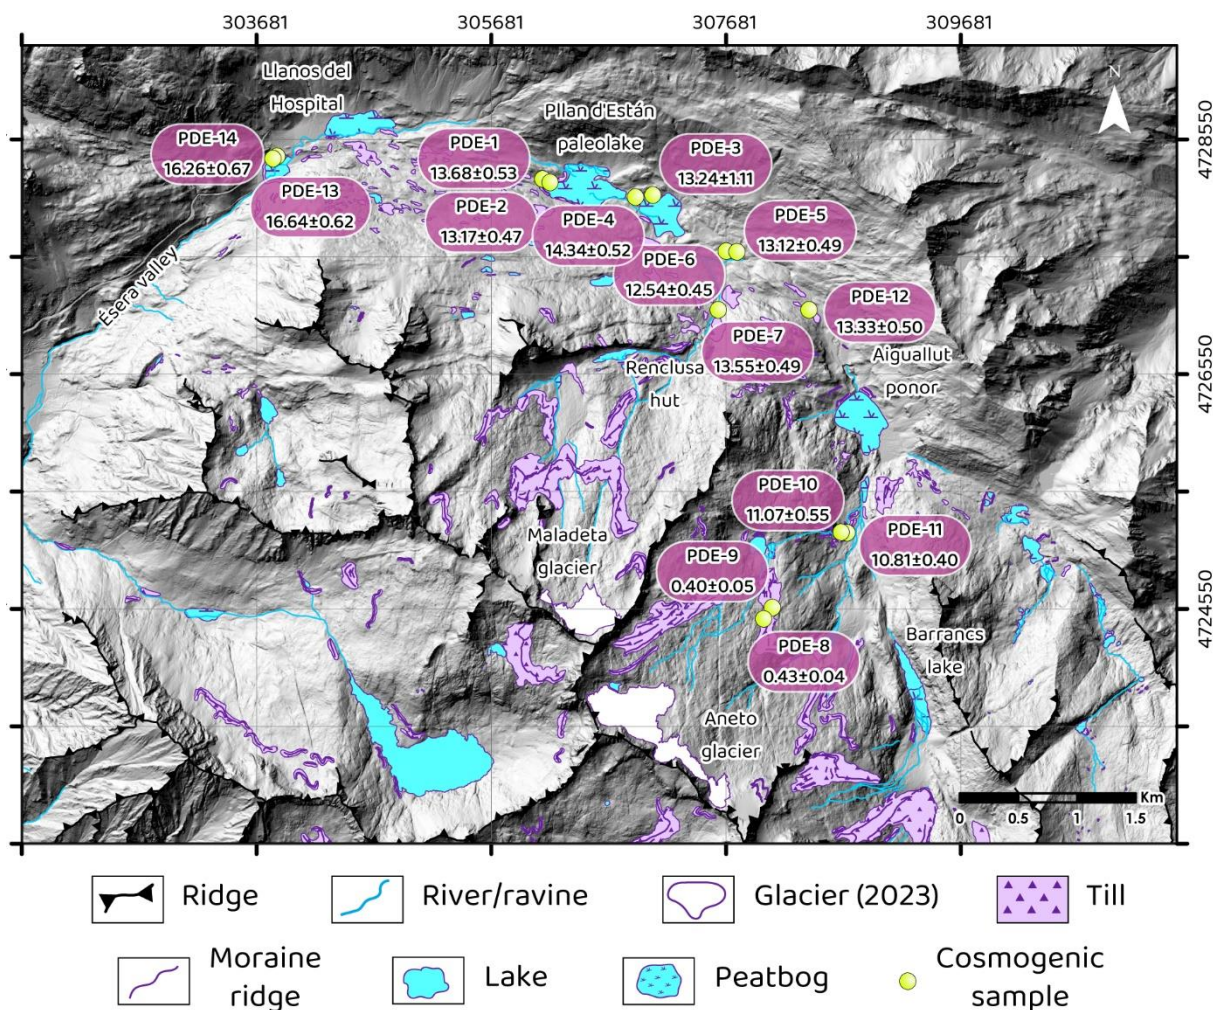 303681
305681
307681
309681
Llanos del
Hospital
Pllan d'Están
paleolake
N
4728550
PDE-14
16.26±0.67
PDE-1
13.68±0.53
PDE-3
13.24±1.11
PDE-13
16.64±0.62
PDE-2
13.17±0.47
PDE-4
14.34±0.52
PDE-5
13.12±0.49
Ésera valley
PDE-6
12.54±0.45
PDE-12
13.33±0.50
PDE-7
13.55±0.49
Aiguallut
ponor
4726550
Renclusa
hut
PDE-10
11.07±0.55
PDE-11
10.81±0.40
Maladeta
glacier
PDE-9
0.40±0.05
4724550
PDE-8
0.43±0.04
Barrancs
lake
Aneto
glacier
Km
0 0.5 1 1.5
Ridge
River/ravine
Glacier (2023)
Till
Moraine
ridge
Lake
Peatbog
Cosmogenic
sample